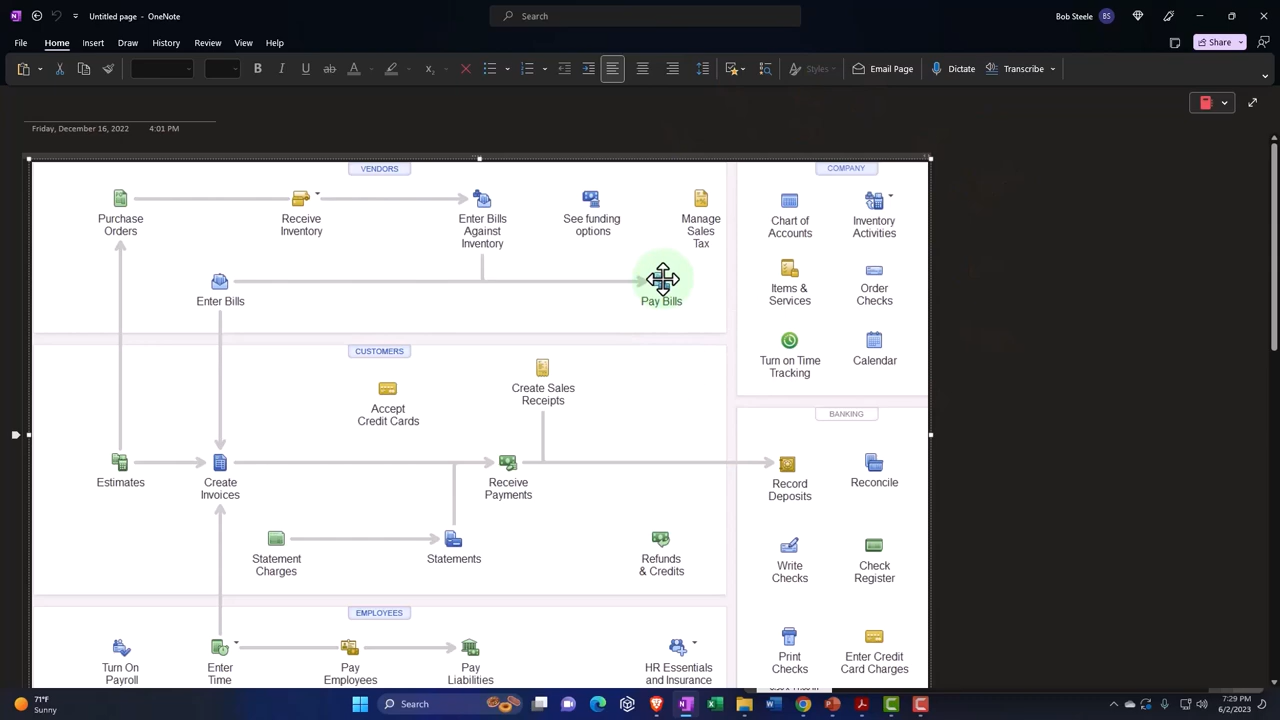 Untitled page - OneNote
Search
Bob Steele
BS
File
Home
Insert
Draw
History
Review
View
Help
Share
Styles
Email Page
Dictate
Transcribe
Friday, December 16, 2022
4:01 PM
VENDORS
Purchase
Orders
Receive
Inventory
Enter Bills
Against
Inventory
See funding
options
Manage
Sales
Tax
Enter Bills
Pay Bills
COMPANY
Chart of
Accounts
Inventory
Activities
Items &
Services
Order
Checks
Turn on Time
Tracking
Calendar
CUSTOMERS
Accept
Credit Cards
Create Sales
Receipts
Estimates
Create
Invoices
Receive
Payments
Statement
Charges
Statements
Refunds
& Credits
BANKING
Record
Deposits
Reconcile
Write
Checks
Check
Register
Print
Checks
Enter Credit
Card Charges
EMPLOYEES
Turn On
Payroll
Enter
Time
Pay
Employees
Pay
Liabilities
HR Essentials
and Insurance
71°F
Sunny
Search
7:29 PM
6/2/2023